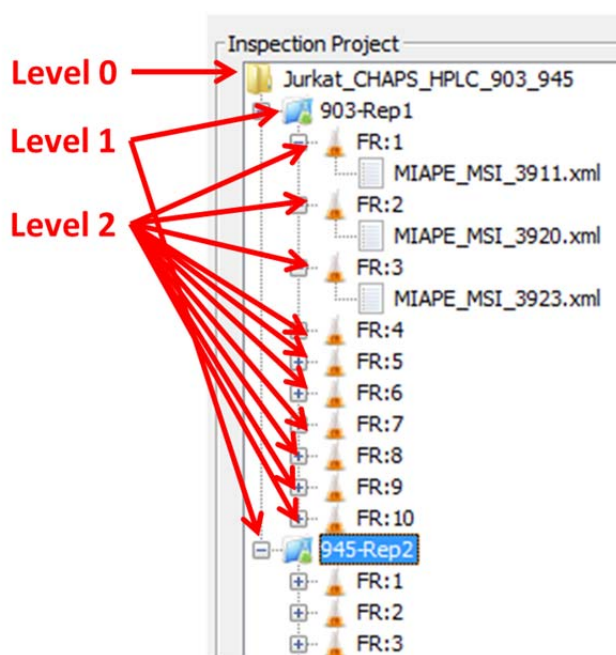 Inspection Project
Level 0
Jurkat_CHAPS_HPLC_903_945
903-Rep1
Level 1
FR:1
MIAPE_MSI_3911.xml
Level 2
FR:2
MIAPE_MSI_3920.xml
FR:3
MIAPE_MSI_3923.xml
FR:4
FR:5
FR:6
FR:7
FR:8
FR:9
FR:10
945-Rep2
FR:1
FR:2
FR:3